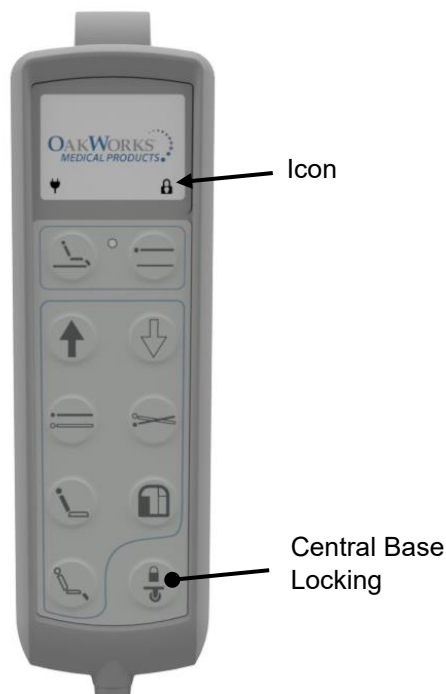 OAKWORKS
MEDICAL PRODUCTS
Icon
Central Base
Locking